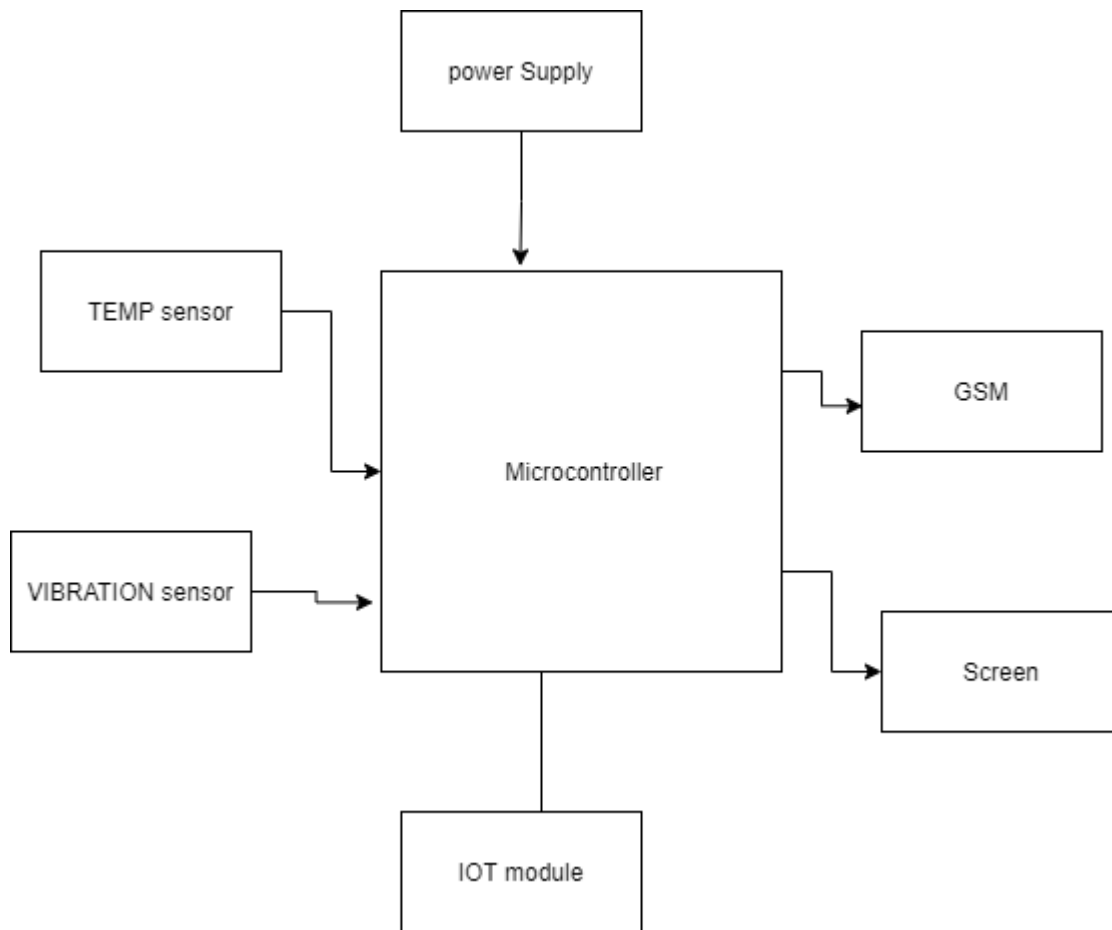 power Supply
TEMP sensor
GSM
Microcontroller
VIBRATION sensor
Screen
IOT module